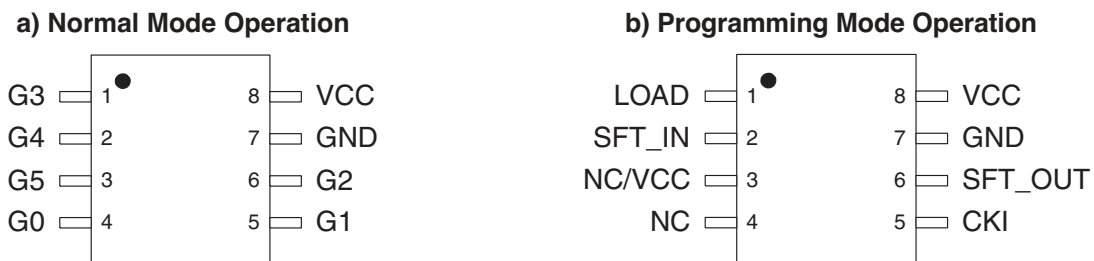 a) Normal Mode Operation
b) Programming Mode Operation
G3 1 8 VCC
G4 2 7 GND
G5 3 6 G2
G0 4 5 G1
LOAD 1 8 VCC
SFT_IN 2 7 GND
NC/VCC 3 6 SFT_OUT
NC 4 5 CKI